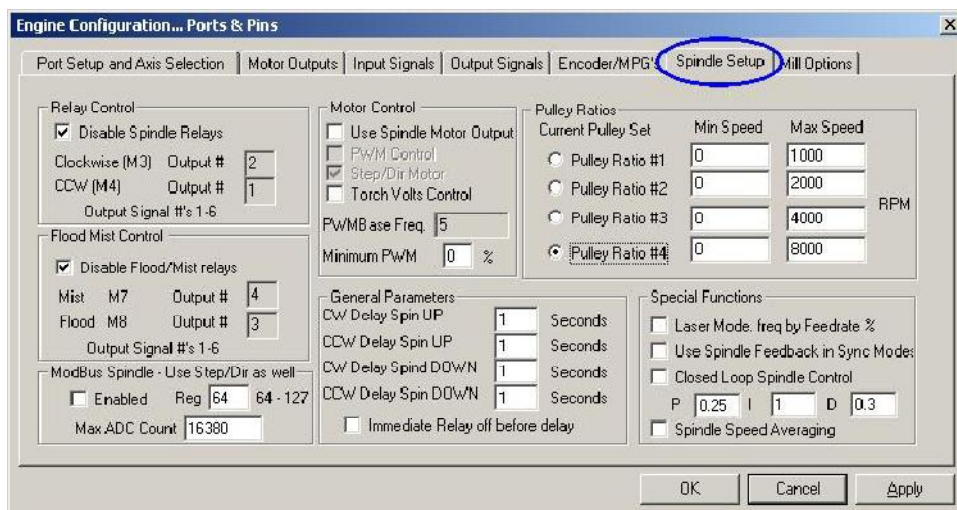 Engine Configuration... Ports & Pins
Port Setup and Axis Selection
Motor Outputs
Input Signals
Output Signals
Encoder/MPG's
Spindle Setup
Mill Options
Relay Control
Disable Spindle Relays
Clockwise (M3) Output # 2
CCW (M4) Output # 1
Output Signal #'s 1-6
Flood Mist Control
Disable Flood/Mist relays
Mist M7 Output # 4
Flood M8 Output # 3
Output Signal #'s 1-6
ModBus Spindle - Use Step/Dir as well
Enabled Reg 64 64 - 127
Max ADC Count 16380
Motor Control
Use Spindle Motor Output
PWM Control
Step/Dir Motor
Torch Volts Control
PWMBase Freq. 5
Minimum PWM 0 %
General Parameters
CW Delay Spin UP 1 Seconds
CCW Delay Spin UP 1 Seconds
CW Delay Spind DOWN 1 Seconds
CCW Delay Spin DOWN 1 Seconds
Immediate Relay off before delay
Pulley Ratios
Current Pulley Set Min Speed Max Speed
Pulley Ratio #1 0 1000
Pulley Ratio #2 0 2000
Pulley Ratio #3 0 4000
Pulley Ratio #4 0 8000
RPM
Special Functions
Laser Mode. freq by Feedrate %
Use Spindle Feedback in Sync Modes
Closed Loop Spindle Control
P 0.25 I 1 D 0.3
Spindle Speed Averaging
OK
Cancel
Apply